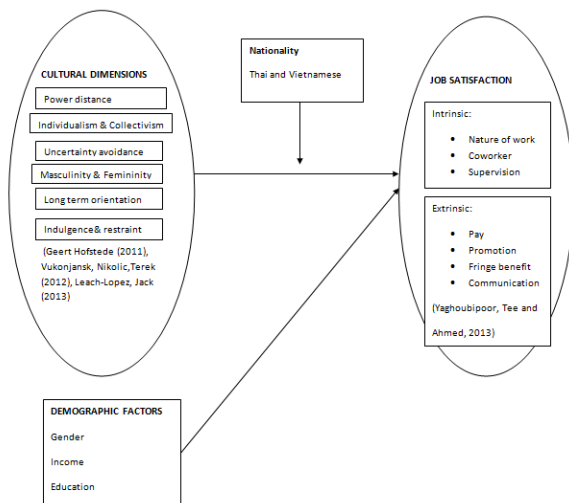 CULTURAL DIMENSIONS
Power distance
Individualism & Collectivism
Uncertainty avoidance
Masculinity & Femininity
Long term orientation
Indulgence& restraint
(Geert Hofstede (2011),
Vukonjansk, Nikolic,Terek
(2012), Leach-Lopez, Jack
(2013)
Nationality
Thai and Vietnamese
JOB SATISFACTION
Intrinsic:
• Nature of work
• Coworker
• Supervision
Extrinsic:
• Pay
• Promotion
• Fringe benefit
• Communication
(Yaghoubipoor, Tee and
Ahmed, 2013)
DEMOGRAPHIC FACTORS
Gender
Income
Education